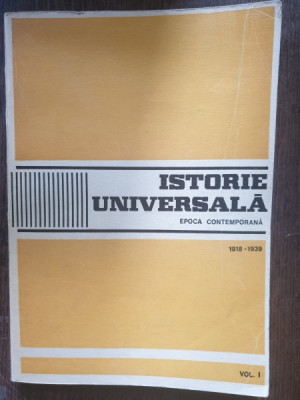 ISTORIE
UNIVERSALĂ
EPOCA CONTEMPORANĂ
1918-1939
VOL. I